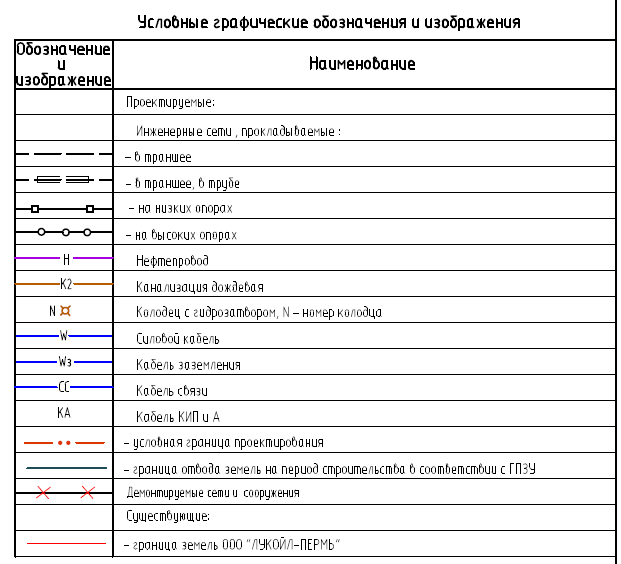 Условные графические обозначения и изображения
Обозначение
и
изображение
Наименование
Проектируемые:
Инженерные сети , прокладываемые :
– в траншее
– в траншее, в трубе
– на низких опорах
– на высоких опорах
Н Нефтепровод
К2 Канализация дождевая
N Колодец с гидрозатвором, N – номер колодца
W Силовой кабель
Wз Кабель заземления
СС Кабель связи
КА Кабель КИП и А
– условная граница проектирования
– граница отвода земель на период строительства в соответствии с ГПЗУ
Демонтируемые сети и сооружения
Существующие:
– граница земель ООО "ЛУКОЙЛ-ПЕРМЬ"